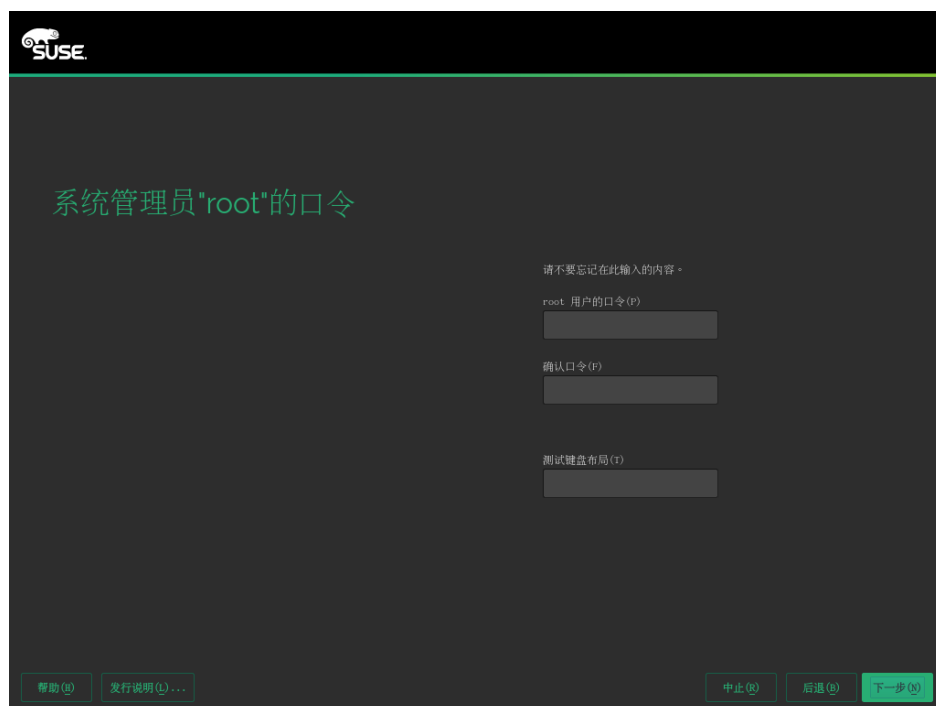 SUSE.
系统管理员"root"的口令
请不要忘记在此输入的内容。
root 用户的口令(P)
确认口令(F)
测试键盘布局(T)
帮助(H) 发行说明(L)... 中止(R) 后退(B) 下一步(N)